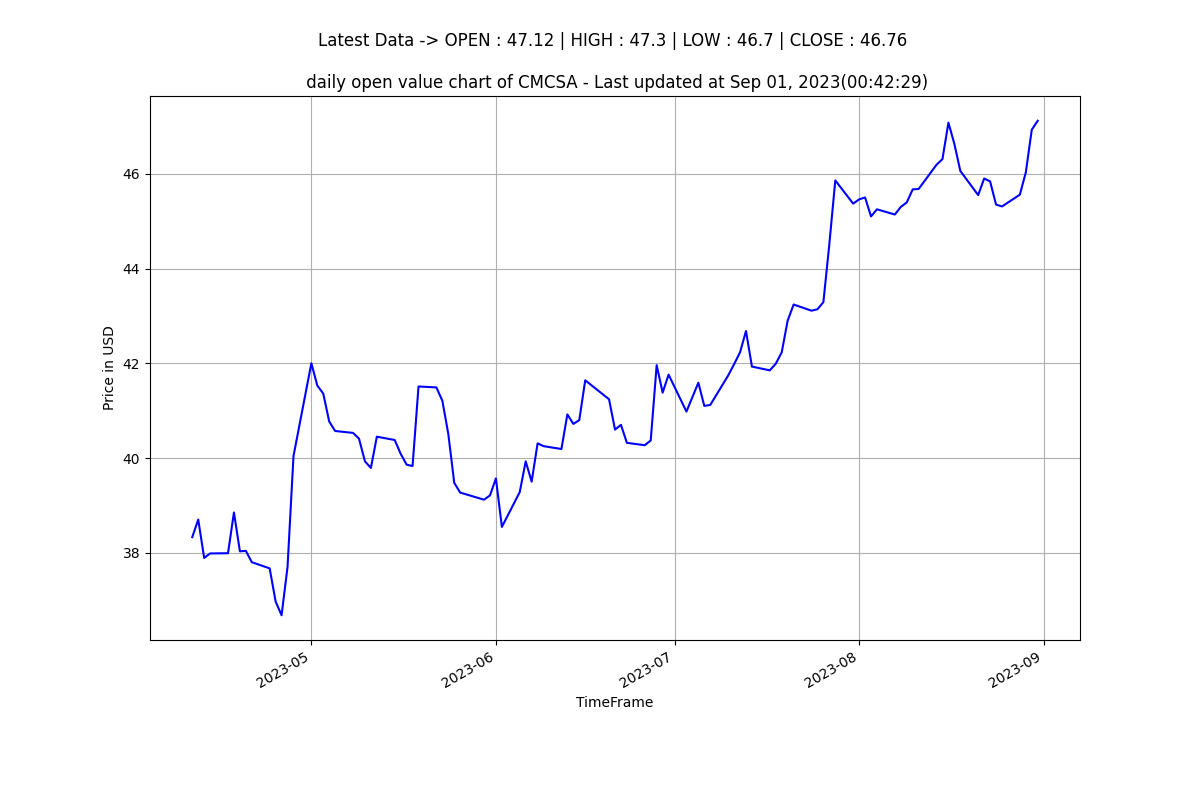 Latest Data -> OPEN : 47.12 | HIGH : 47.3 | LOW : 46.7 | CLOSE : 46.76
daily open value chart of CMCSA - Last updated at Sep 01, 2023(00:42:29)
46
44
42
40
38
Price in USD
2023-05
2023-06
2023-07
2023-08
2023-09
TimeFrame